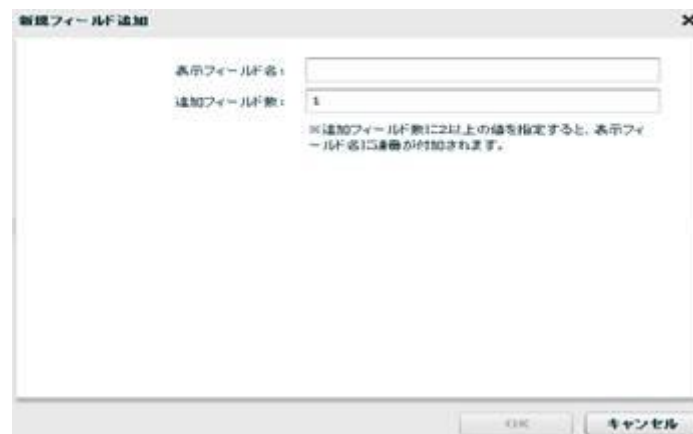 新規フィールド追加
表示フィールド名:
追加フィールド数: 1
※追加フィールド数に2以上の値を指定すると、表示フィ
ールド名に連番が付加されます。
OK キャンセル